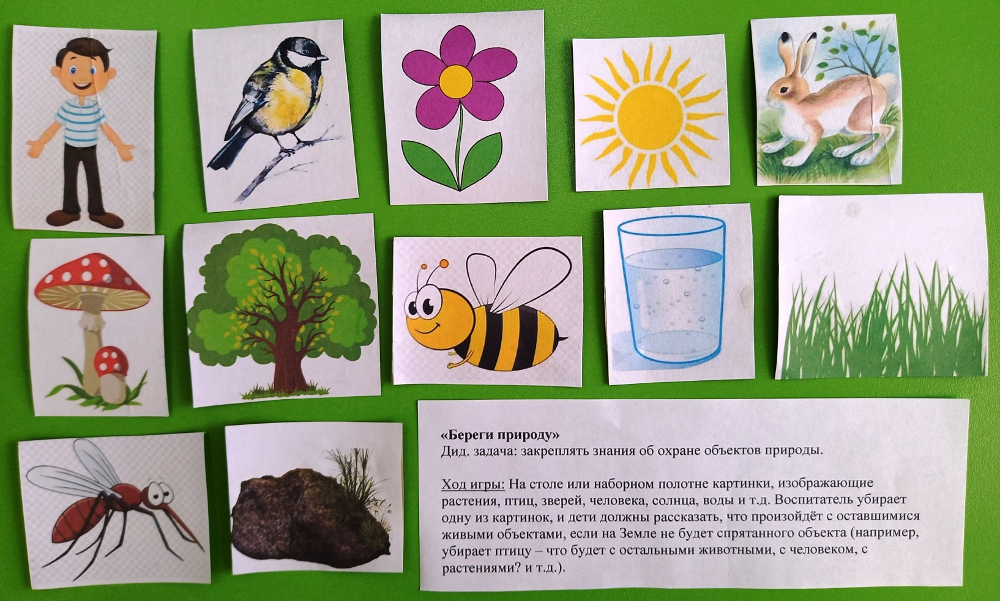 «Береги природу»
Дид. задача: закреплять знания об охране объектов природы.
Ход игры: На столе или наборном полотне картинки, изображающие
растения, птиц, зверей, человека, солнца, воды и т.д. Воспитатель убирает
одну из картинок, и дети должны рассказать, что произойдёт с оставшимися
живыми объектами, если на Земле не будет спрятанного объекта (например,
убирает птицу – что будет с остальными животными, с человеком, с
растениями? и т.д.).